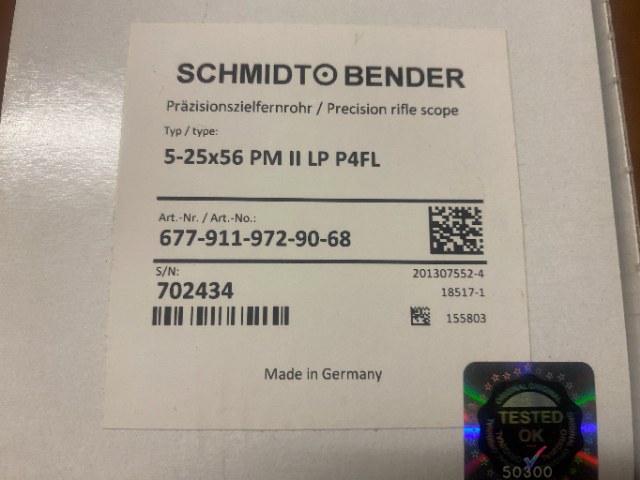 SCHMIDT BENDER
Präzisionszielfernrohr / Precision rifle scope
Typ / type:
5-25x56 PM II LP P4FL
Art.-Nr. / Art.-No.:
677-911-972-90-68
S/N:
201307552-4
702434
18517-1
155803
Made in Germany
TESTED
OK
50300